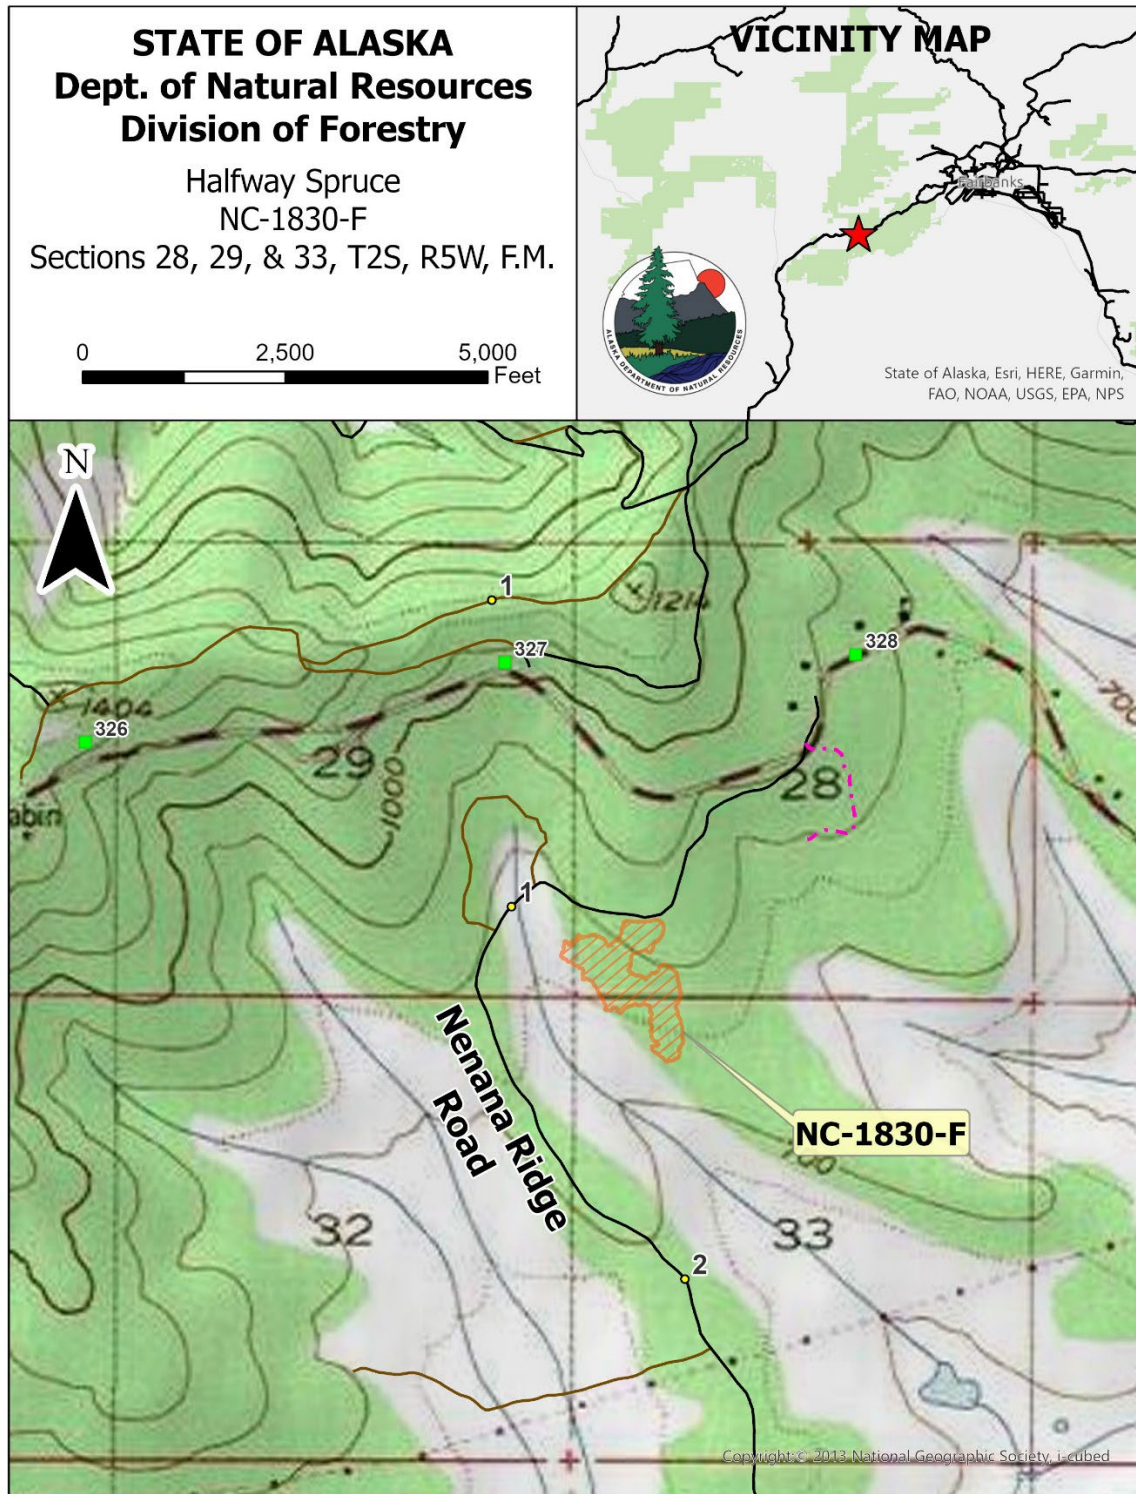 STATE OF ALASKA
Dept. of Natural Resources
Division of Forestry
Halfway Spruce
NC-1830-F
Sections 28, 29, & 33, T2S, R5W, F.M.
0 2,500 5,000
Feet
VICINITY MAP
Fairbanks
ALASKA DEPARTMENT OF NATURAL RESOURCES
State of Alaska, Esri, HERE, Garmin,
FAO, NOAA, USGS, EPA, NPS
N
1
1214
327
328
1404
326
700
29
28
1000
abin
1
Nenana Ridge
Road
NC-1830-F
700
32
33
2
Copyright:© 2013 National Geographic Society, i-cubed